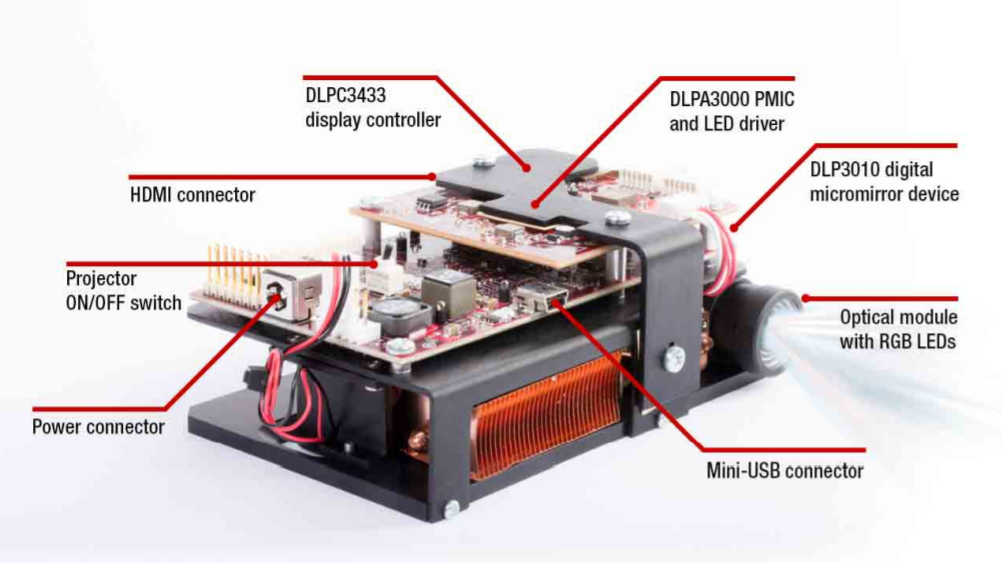 DLPC3433
display controller
DLPA3000 PMIC
and LED driver
DLP3010 digital
micromirror device
HDMI connector
Projector
ON/OFF switch
Optical module
with RGB LEDs
Power connector
Mini-USB connector